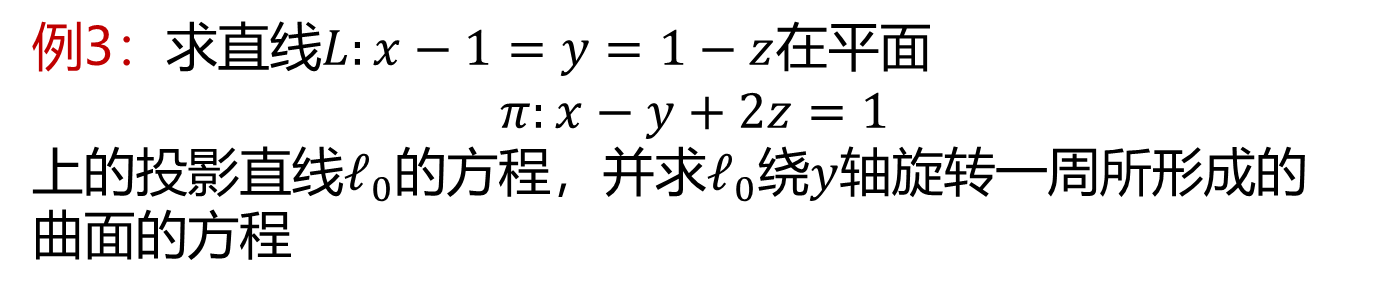 例3：求直线L: x − 1 = y = 1 − z在平面
π: x − y + 2z = 1
上的投影直线ℓ₀的方程，并求ℓ₀绕y轴旋转一周所形成的
曲面的方程